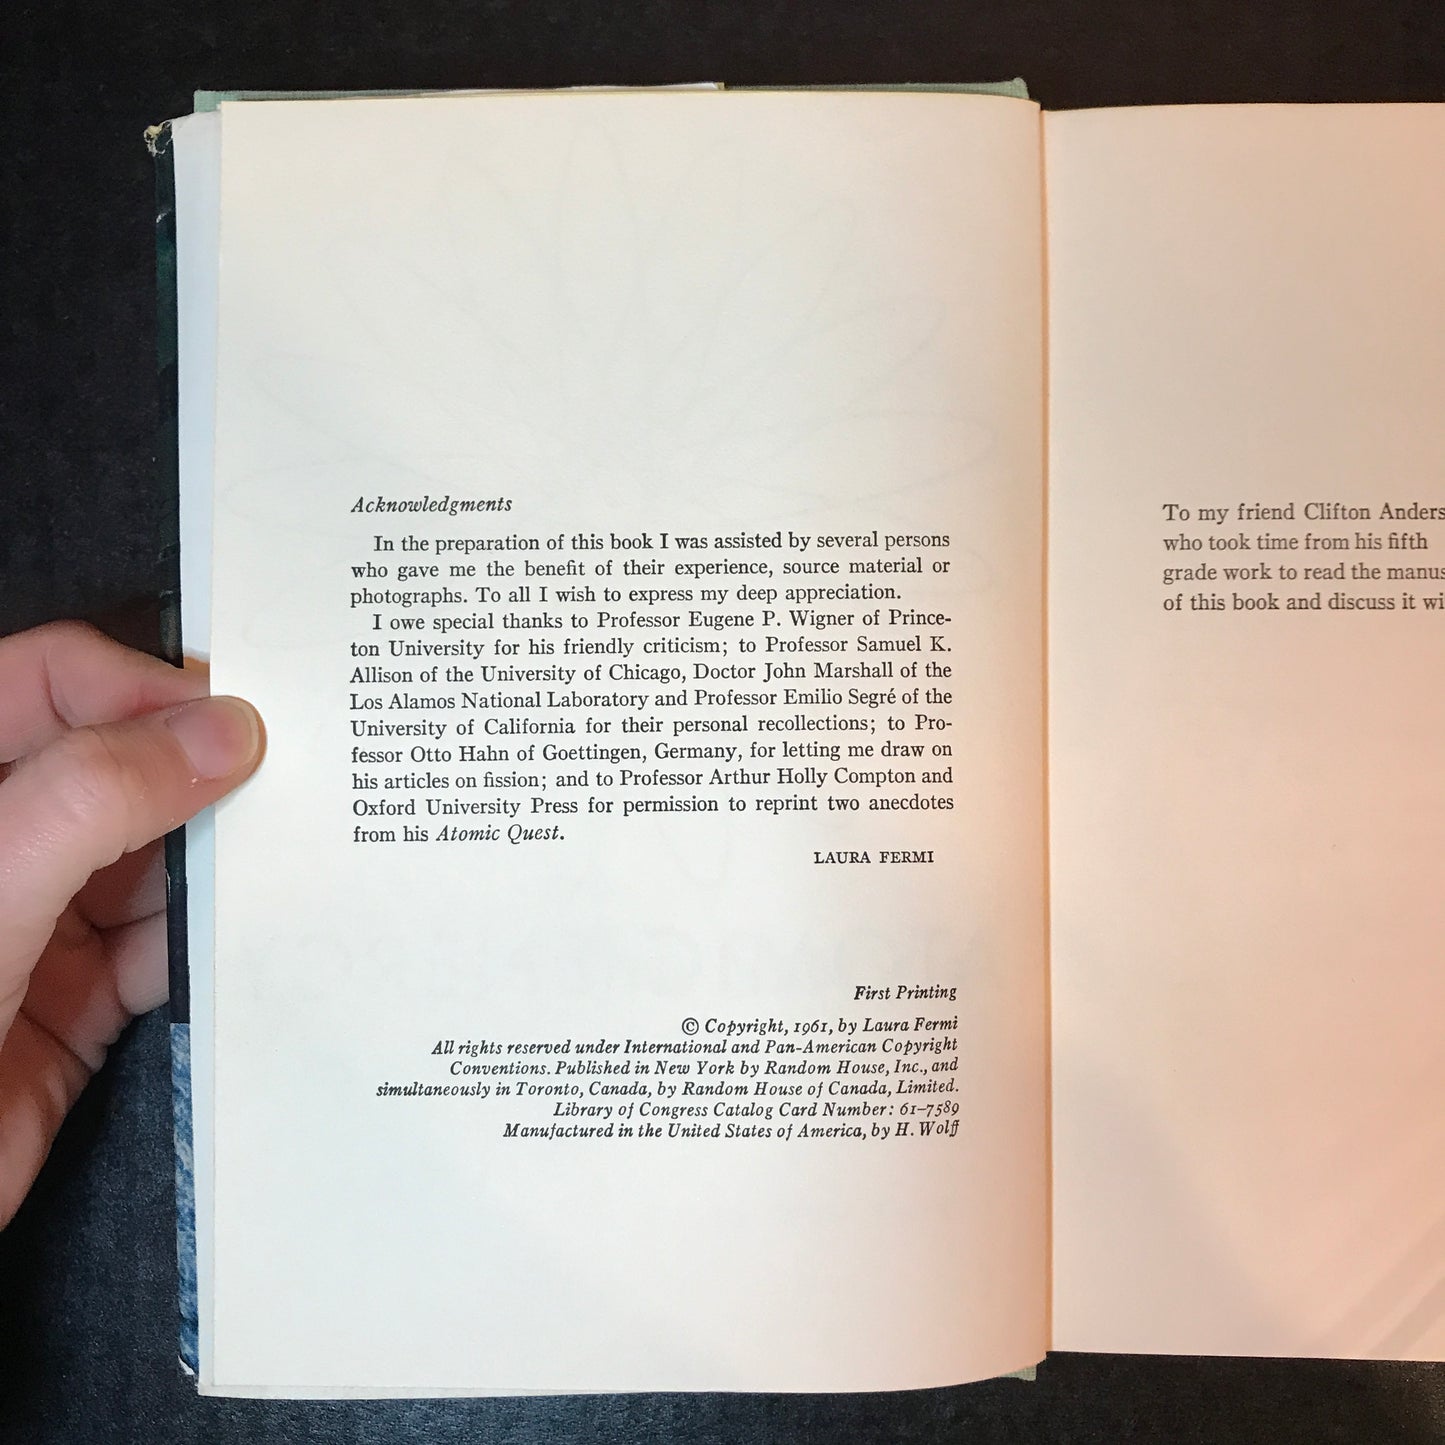 Acknowledgments
In the preparation of this book I was assisted by several persons
who gave me the benefit of their experience, source material or
photographs. To all I wish to express my deep appreciation.
I owe special thanks to Professor Eugene P. Wigner of Prince-
ton University for his friendly criticism; to Professor Samuel K.
Allison of the University of Chicago, Doctor John Marshall of the
Los Alamos National Laboratory and Professor Emilio Segré of the
University of California for their personal recollections; to Pro-
fessor Otto Hahn of Goettingen, Germany, for letting me draw on
his articles on fission; and to Professor Arthur Holly Compton and
Oxford University Press for permission to reprint two anecdotes
from his Atomic Quest.
LAURA FERMI
First Printing
© Copyright, 1961, by Laura Fermi
All rights reserved under International and Pan-American Copyright
Conventions. Published in New York by Random House, Inc., and
simultaneously in Toronto, Canada, by Random House of Canada, Limited.
Library of Congress Catalog Card Number: 61-7589
Manufactured in the United States of America, by H. Wolff
To my friend Clifton Anders
who took time from his fifth
grade work to read the manus
of this book and discuss it wi